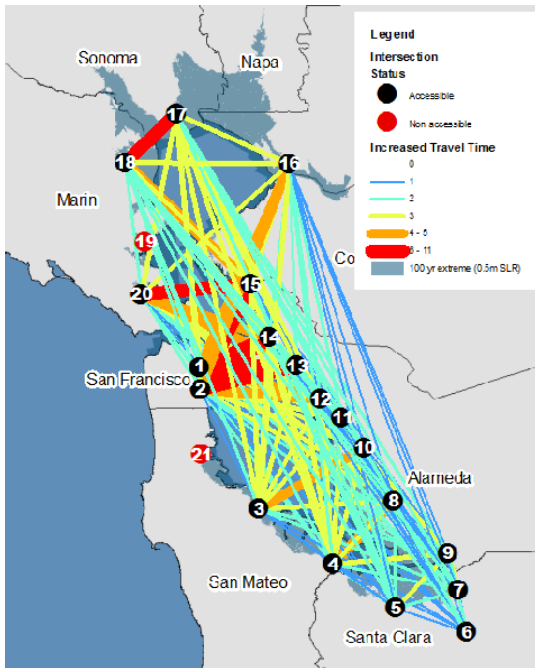 Sonoma
Napa
Legend
Intersection
Status
Accessible
Non accessible
Increased Travel Time
0
1
2
3
4 - 5
6 - 11
100 yr extreme (0.5m SLR)
17
18
16
Marin
19
Co
20
15
14
1
13
San Francisco
2
12
11
10
21
Alameda
3
8
9
4
San Mateo
7
5
6
Santa Clara